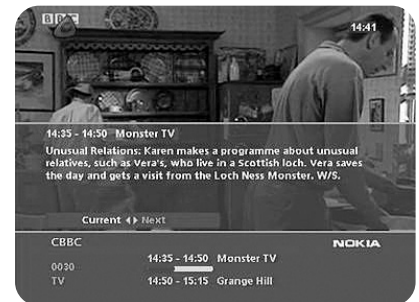 BBC
14:41
14:35 - 14:50 Monster TV
Unusual Relations: Karen makes a programme about unusual
relatives, such as Vera's, who live in a Scottish loch. Vera saves
the day and gets a visit from the Loch Ness Monster. W/S.
Current Next
CBBC NOKIA
14:35 - 14:50 Monster TV
0030
TV 14:50 - 15:15 Grange Hill